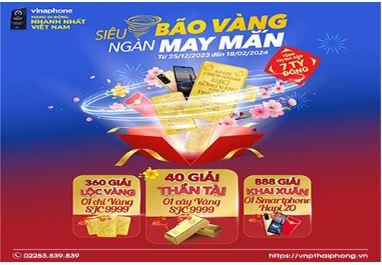 vinaphone
MẠNG DI ĐỘNG
NHANH NHẤT
VIỆT NAM
SIÊU BÃO VÀNG
NGÀN MAY MẮN
Từ 25/12/2023 đến 18/02/2024
TỔNG
TRỊ GIÁ GẦN
7 TỶ
ĐỒNG
360 GIẢI
LỘC VÀNG
01 chỉ Vàng
SJC 9999
40 GIẢI
THẦN TÀI
01 cây Vàng
SJC 9999
888 GIẢI
KHAI XUÂN
01 Smartphone
Hapi 20
02253.839.839
https://vnpthaiphong.vn